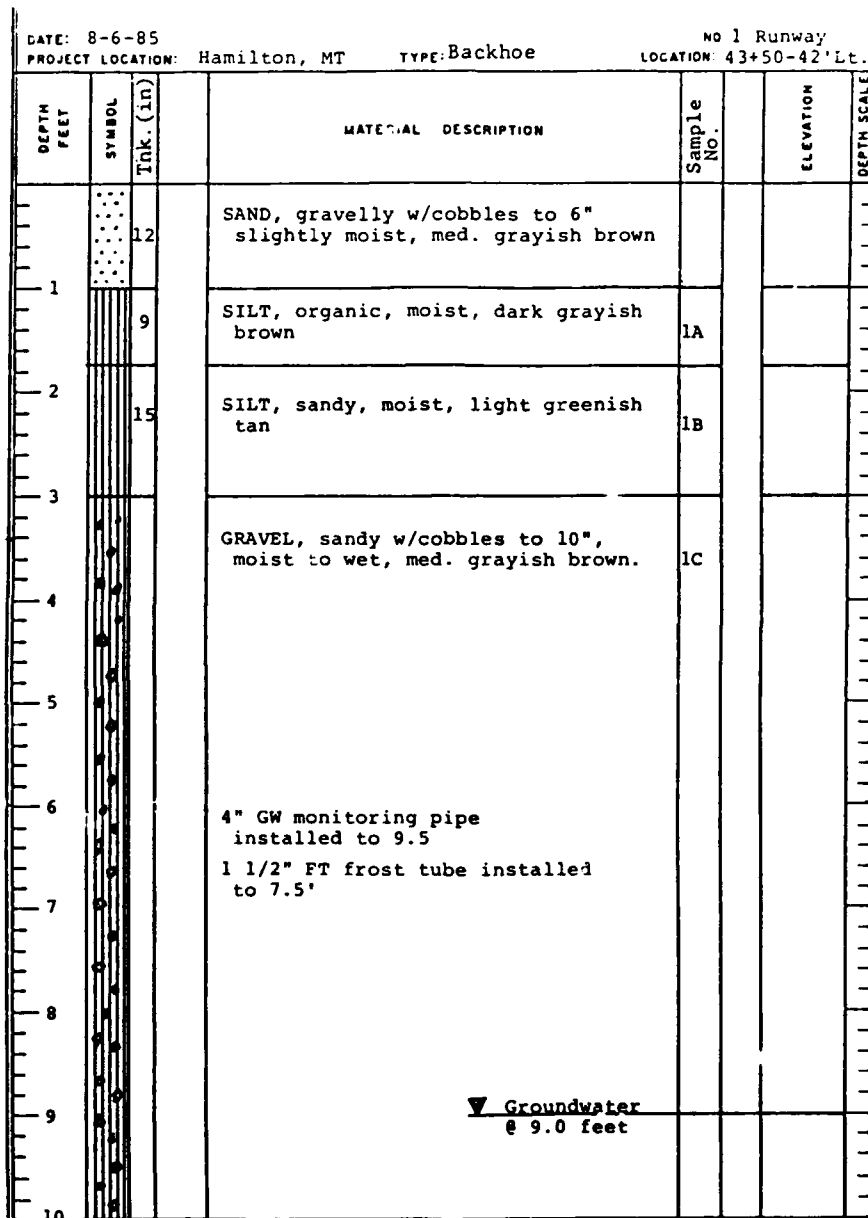 DATE: 8-6-85
NO 1 Runway
PROJECT LOCATION: Hamilton, MT TYPE: Backhoe LOCATION: 43+50-42'Lt.
DEPTH FEET
SYMBOL
Tnk. (in)
MATERIAL DESCRIPTION
Sample No.
ELEVATION
DEPTH SCALE
SAND, gravelly w/cobbles to 6"
12
slightly moist, med. grayish brown
1
SILT, organic, moist, dark grayish
9
brown
1A
2
SILT, sandy, moist, light greenish
15
tan
1B
3
GRAVEL, sandy w/cobbles to 10",
moist to wet, med. grayish brown.
1C
4
5
6
4" GW monitoring pipe
installed to 9.5
1 1/2" FT frost tube installed
to 7.5'
7
8
9
Groundwater
@ 9.0 feet
10